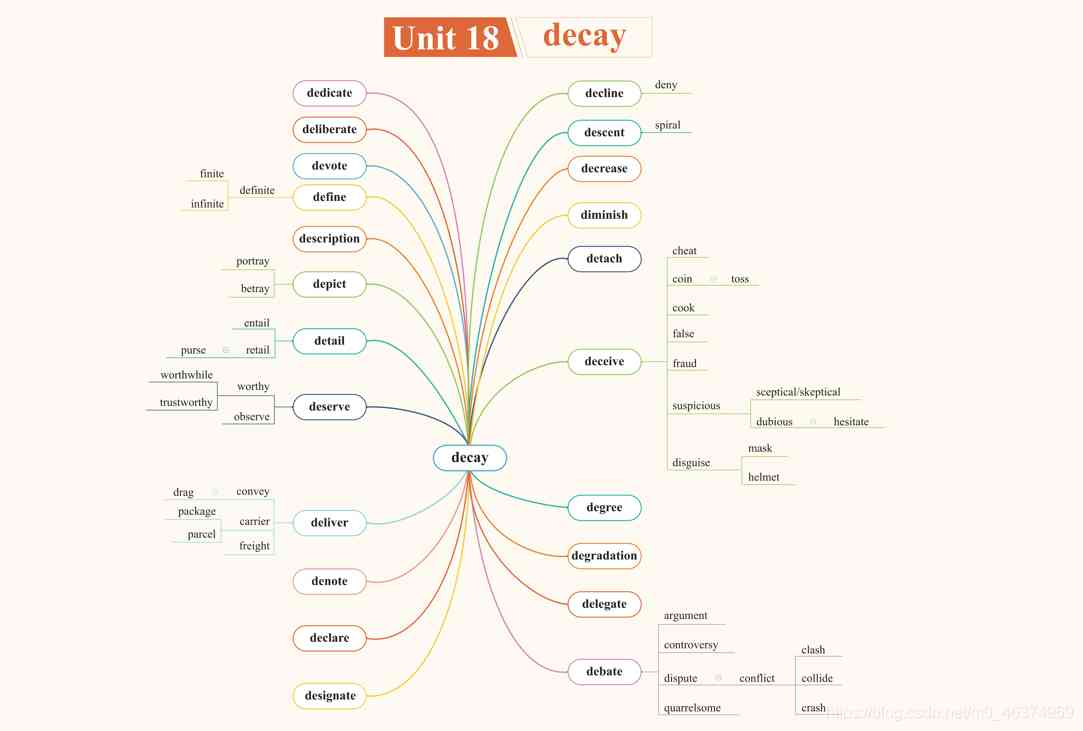 Unit 18 decay
dedicate
deliberate
devote
define
definite
finite
infinite
description
depict
portray
betray
detail
entail
retail
purse
deserve
worthy
worthwhile
trustworthy
observe
decay
deliver
convey
drag
carrier
package
parcel
freight
denote
declare
designate
decline
deny
descent
spiral
decrease
diminish
detach
deceive
cheat
coin
toss
cook
false
fraud
suspicious
sceptical/skeptical
dubious
hesitate
disguise
mask
helmet
degree
degradation
delegate
debate
argument
controversy
dispute
conflict
clash
collide
crash
quarrelsome
https://blog.csdn.net/m0_46374969